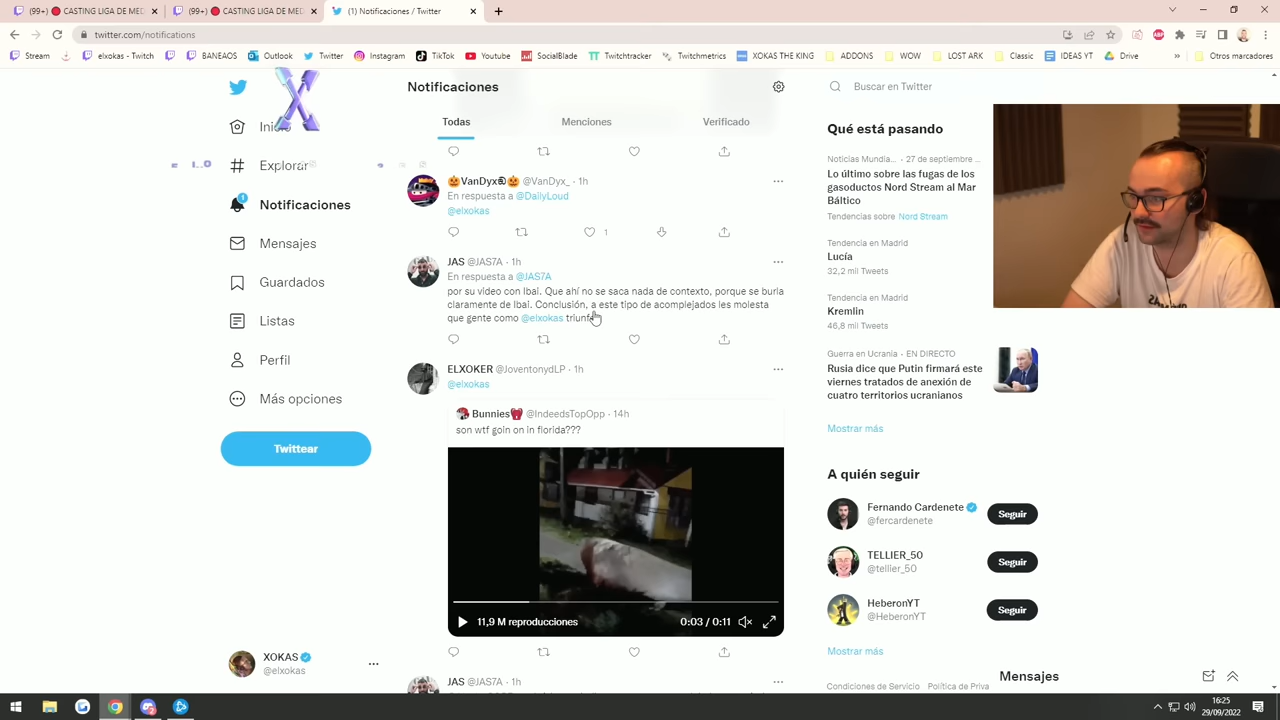 (99+) CASTING LIGA DE MED
(99+) CASTING LIGA DE MED
(1) Notificaciones / Twitter
twitter.com/notifications
Stream
elxokas - Twitch
BANEAOS
Outlook
Twitter
Instagram
TikTok
Youtube
SocialBlade
Twitchtracker
Twitchmetrics
XOKAS THE KING
ADDONS
WOW
LOST ARK
Classic
IDEAS YT
Drive
»
Otros marcadores
X
Inicio
Explorar
1
Notificaciones
Mensajes
Guardados
Listas
Perfil
Más opciones
Twittear
XOKAS
@elxokas
Notificaciones
Todas
Menciones
Verificado
VanDyx @VanDyx_ · 1h
En respuesta a @DailyLoud
@elxokas
1
JAS @JAS7A · 1h
En respuesta a @JAS7A
por su video con Ibai. Que ahí no se saca nada de contexto, porque se burla
claramente de Ibai. Conclusión, a este tipo de acomplejados les molesta
que gente como @elxokas triunfe
ELXOKER @JoventonydLP · 1h
@elxokas
Bunnies @IndeedsTopOpp · 14h
son wtf goin on in florida???
11,9 M reproducciones
0:03 / 0:11
JAS @JAS7A · 1h
Buscar en Twitter
Qué está pasando
Noticias Mundia... · 27 de septiembre ...
Lo último sobre las fugas de los
gasoductos Nord Stream al Mar
Báltico
Tendencias sobre Nord Stream
Tendencia en Madrid
Lucía
32,2 mil Tweets
Tendencia en Madrid
Kremlin
46,8 mil Tweets
Guerra en Ucrania · EN DIRECTO
Rusia dice que Putin firmará este
viernes tratados de anexión de
cuatro territorios ucranianos
Mostrar más
A quién seguir
Fernando Cardenete
@fercardenete
Seguir
TELLIER_50
@tellier_50
Seguir
HeberonYT
@HeberonYT
Seguir
Mostrar más
Condiciones de Servicio Política de Priva
Mensajes
16:25
29/09/2022